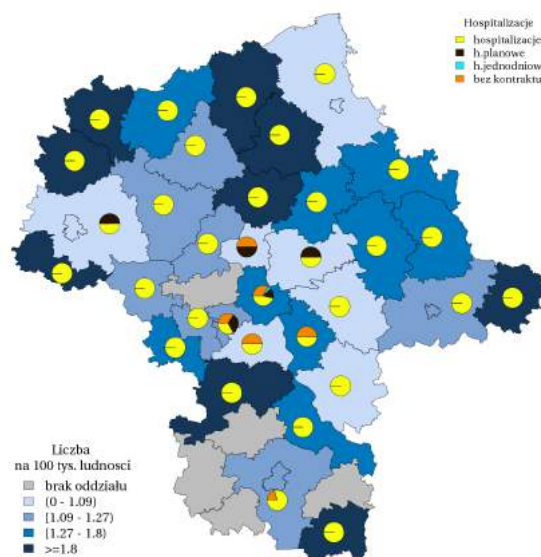 Hospitalizacje
hospitalizacje
h.planowe
h.jednodniow
bez kontraktu
Liczba
na 100 tys. ludnosci
brak oddziału
(0 - 1.09)
[1.09 - 1.27)
[1.27 - 1.8)
>=1.8